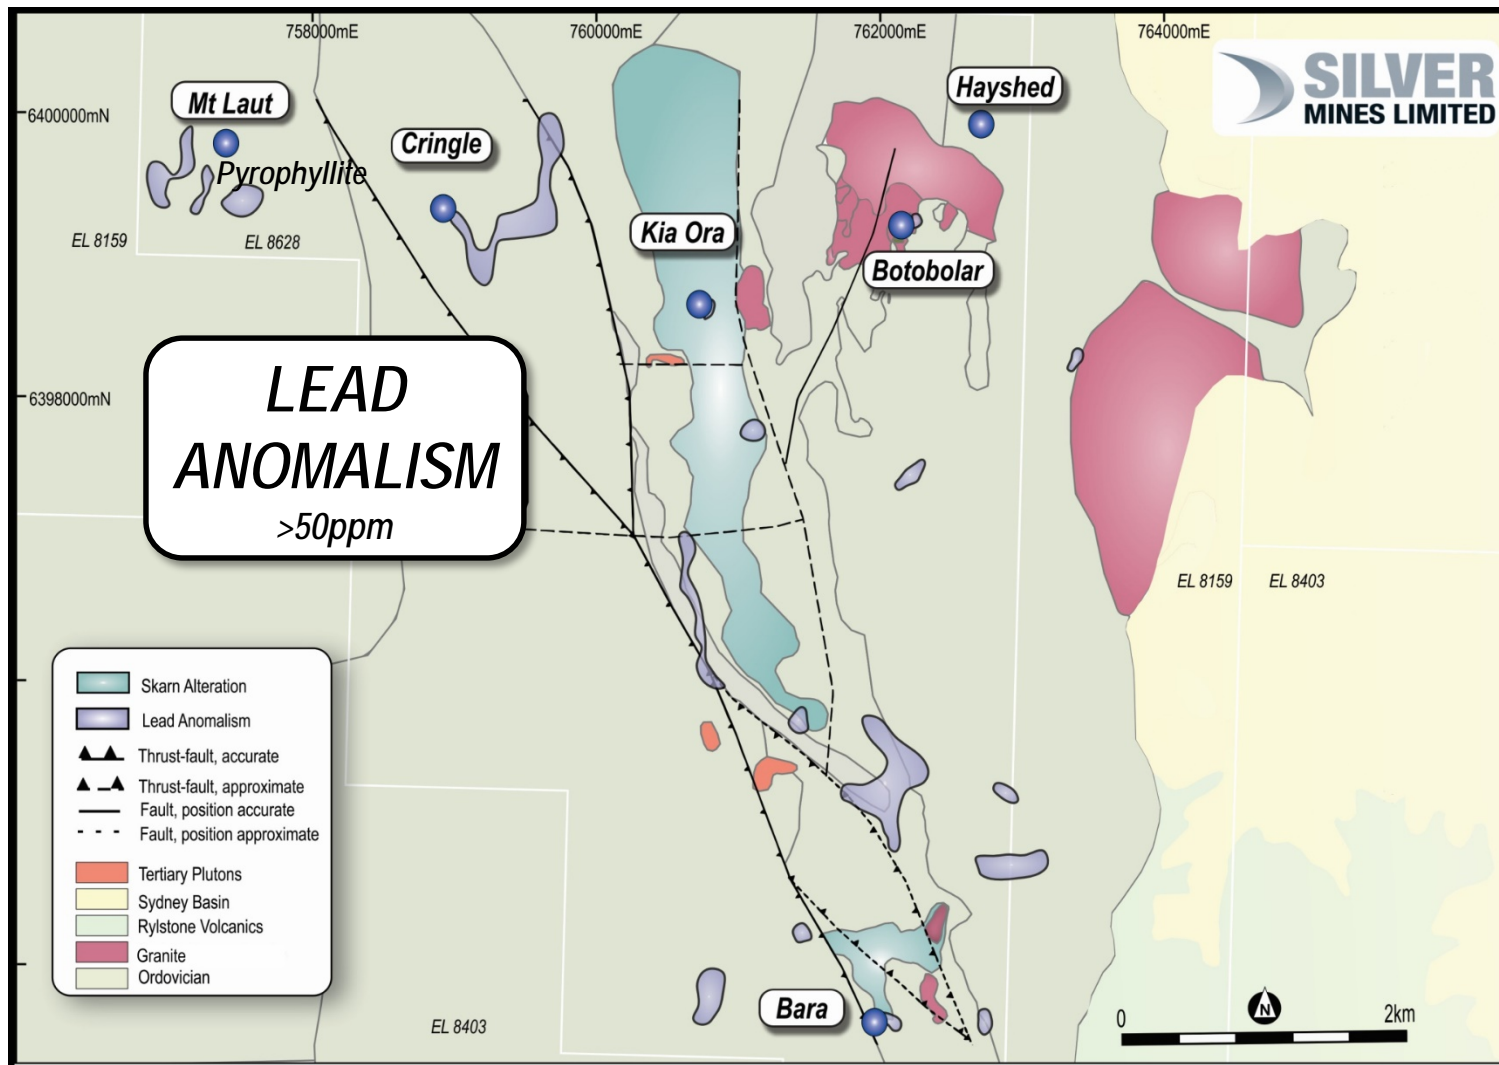 758000mE
760000mE
762000mE
764000mE
SILVER
MINES LIMITED
6400000mN
Mt Laut
Pyrophyllite
Cringle
Hayshed
Kia Ora
Botobolar
EL 8159
EL 8628
6398000mN
LEAD
ANOMALISM
>50ppm
EL 8159
EL 8403
Skarn Alteration
Lead Anomalism
Thrust-fault, accurate
Thrust-fault, approximate
Fault, position accurate
Fault, position approximate
Tertiary Plutons
Sydney Basin
Rylstone Volcanics
Granite
Ordovician
EL 8403
Bara
N
0
2km